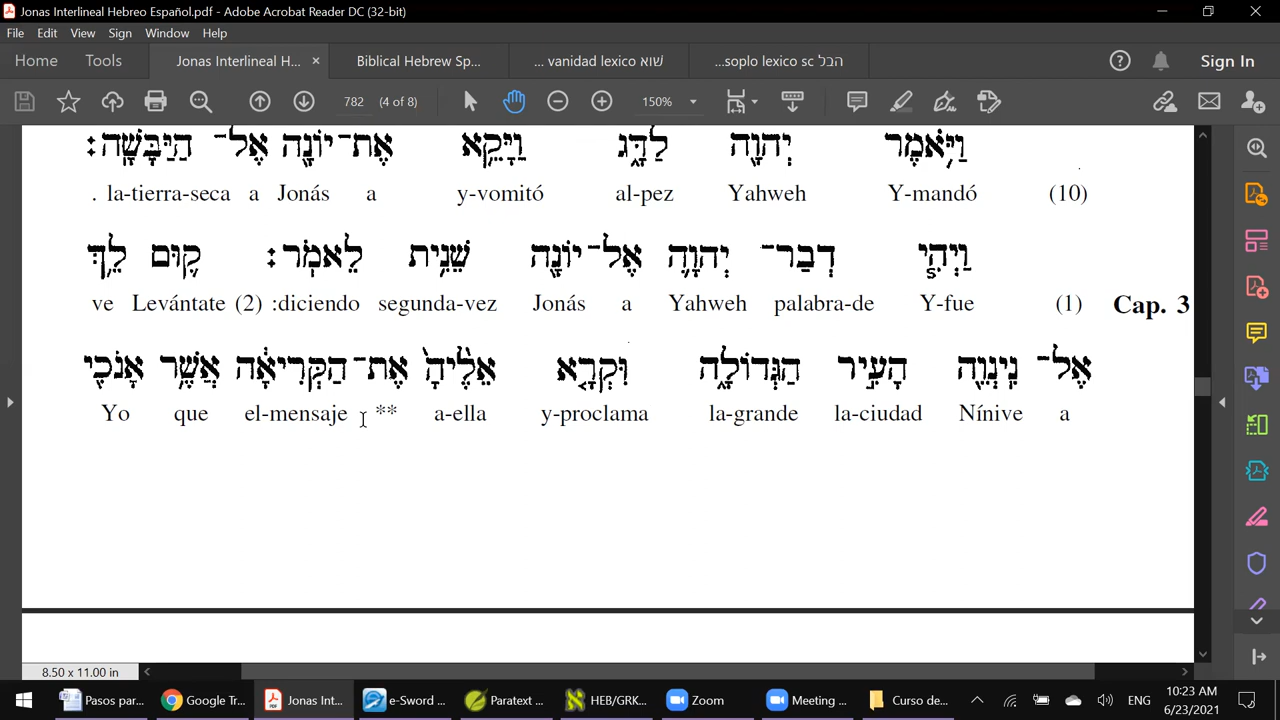 Jonas Interlineal Hebreo Español.pdf - Adobe Acrobat Reader DC (32-bit)
File Edit View Sign Window Help
Home Tools Jonas Interlineal H... × Biblical Hebrew Sp... ... vanidad lexico שוא ...soplo lexico sc הבל Sign In
782 (4 of 8) 150%
וַיֹּ֥אמֶר יְהוָ֖ה לַדָּ֑ג וַיָּקֵ֥א אֶת־יוֹנָ֖ה אֶל־ הַיַּבָּשָֽׁה׃
(10) Y-mandó Yahweh al-pez y-vomitó a Jonás a la-tierra-seca .
וַיְהִ֧י דְבַר־ יְהוָ֛ה אֶל־יוֹנָ֖ה שֵׁנִ֥ית לֵאמֹֽר׃ ק֛וּם לֵ֥ךְ
Cap. 3 (1) Y-fue palabra-de Yahweh a Jonás segunda-vez diciendo: (2) Levántate ve
אֶל־ נִֽינְוֵ֖ה הָעִ֣יר הַגְּדוֹלָ֑ה וִּקְרָ֤א אֵלֶ֙יהָ֙ אֶת־הַקְּרִיאָ֔ה אֲשֶׁ֥ר אָנֹכִ֖י
a Nínive la-ciudad la-grande y-proclama a-ella ** el-mensaje que Yo
8.50 x 11.00 in
Pasos par... Google Tr... Jonas Int... e-Sword ... Paratext ... HEB/GRK... Zoom Meeting ... Curso de... ENG 10:23 AM
6/23/2021